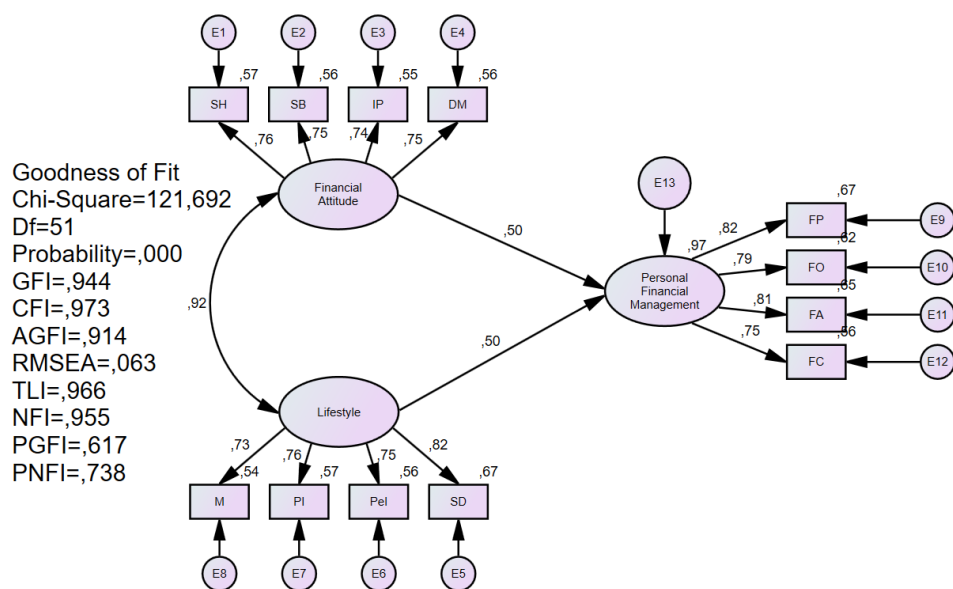 E1
E2
E3
E4
,57
,56
,55
,56
SH
SB
IP
DM
,76
,75
,74
,75
Financial
Attitude
Goodness of Fit
Chi-Square=121,692
Df=51
Probability=,000
GFI=,944
CFI=,973
AGFI=,914
RMSEA=,063
TLI=,966
NFI=,955
PGFI=,617
PNFI=,738
,92
,50
,50
E13
,97
Personal
Financial
Management
,82
,79
,81
,75
,67
FP
E9
,62
FO
E10
,65
FA
E11
,56
FC
E12
Lifestyle
,73
,76
,75
,82
,54
,57
,56
,67
M
PI
PeI
SD
E8
E7
E6
E5